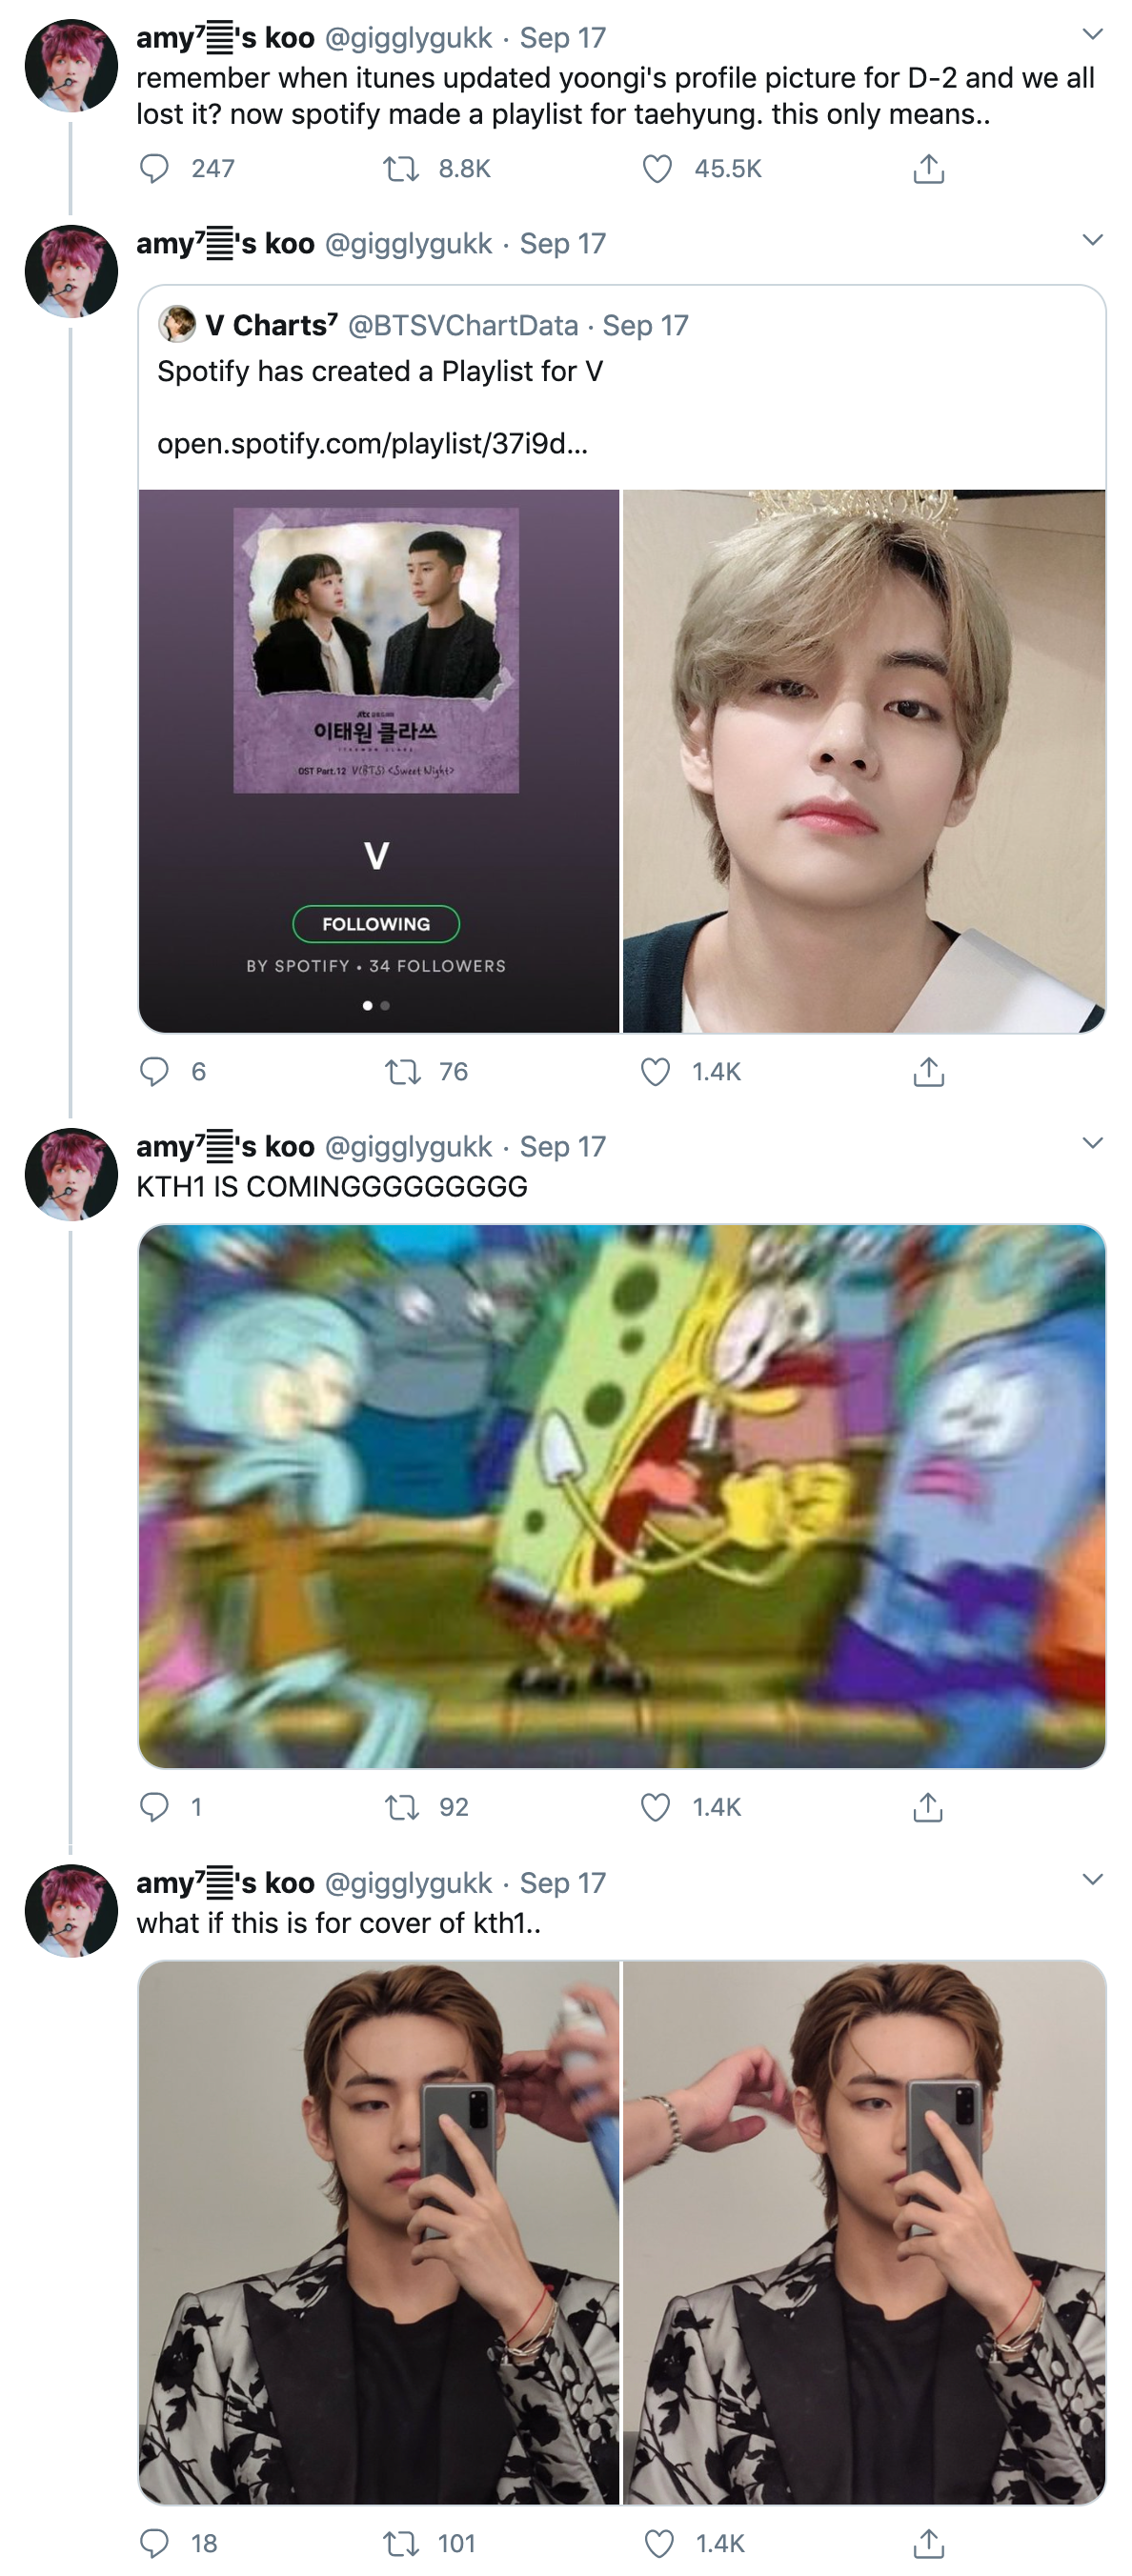 amy⁷𝄚's koo @gigglygukk · Sep 17
remember when itunes updated yoongi's profile picture for D-2 and we all
lost it? now spotify made a playlist for taehyung. this only means..
247 8.8K 45.5K
amy⁷𝄚's koo @gigglygukk · Sep 17
V Charts⁷ @BTSVChartData · Sep 17
Spotify has created a Playlist for V
open.spotify.com/playlist/37i9d...
이태원 클라쓰
OST Part.12 V(BTS) <Sweet Night>
V
FOLLOWING
BY SPOTIFY • 34 FOLLOWERS
6 76 1.4K
amy⁷𝄚's koo @gigglygukk · Sep 17
KTH1 IS COMINGGGGGGGGG
1 92 1.4K
amy⁷𝄚's koo @gigglygukk · Sep 17
what if this is for cover of kth1..
18 101 1.4K